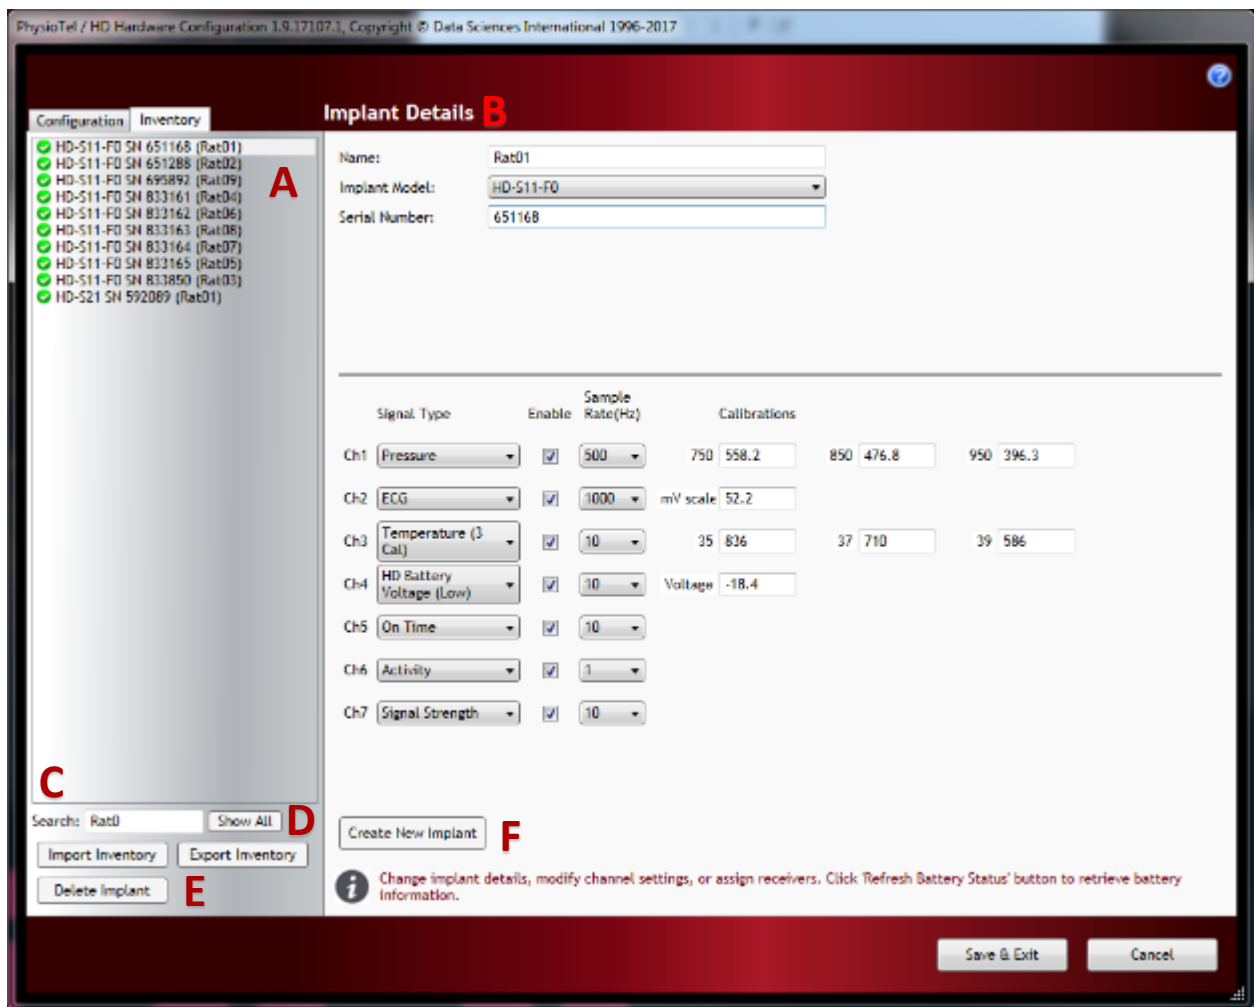 PhysioTel / HD Hardware Configuration 1.9.17107.1, Copyright © Data Sciences International 1996-2017
?
Configuration Inventory
Implant Details B
HD-S11-F0 SN 651168 (Rat01)
HD-S11-F0 SN 651288 (Rat02)
HD-S11-F0 SN 695892 (Rat09)
HD-S11-F0 SN 833161 (Rat04)
HD-S11-F0 SN 833162 (Rat06)
HD-S11-F0 SN 833163 (Rat08)
HD-S11-F0 SN 833164 (Rat07)
HD-S11-F0 SN 833165 (Rat05)
HD-S11-F0 SN 833850 (Rat03)
HD-S21 SN 592089 (Rat01)
A
Name: Rat01
Implant Model: HD-S11-F0
Serial Number: 651168
Signal Type Enable Sample Rate(Hz) Calibrations
Ch1 Pressure 500 750 558.2 850 476.8 950 396.3
Ch2 ECG 1000 mV scale 52.2
Ch3 Temperature (3 Cal) 10 35 836 37 710 39 586
Ch4 HD Battery Voltage (Low) 10 Voltage -18.4
Ch5 On Time 10
Ch6 Activity 1
Ch7 Signal Strength 10
C
Search: Rat0 Show All D
Import Inventory Export Inventory
Delete Implant E
Create New Implant F
i
Change implant details, modify channel settings, or assign receivers. Click 'Refresh Battery Status' button to retrieve battery
information.
Save & Exit Cancel